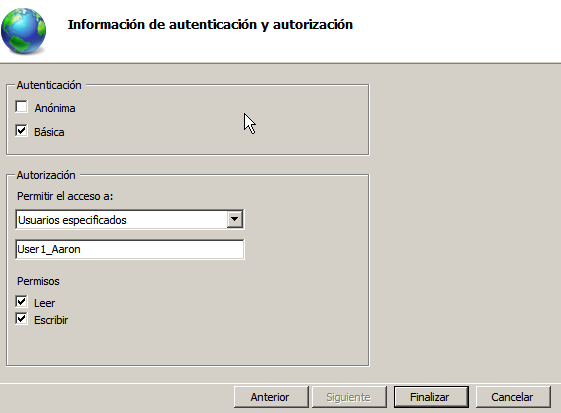 Información de autenticación y autorización
Autenticación
Anónima
Básica
Autorización
Permitir el acceso a:
Usuarios especificados
User1_Aaron
Permisos
Leer
Escribir
Anterior
Siguiente
Finalizar
Cancelar